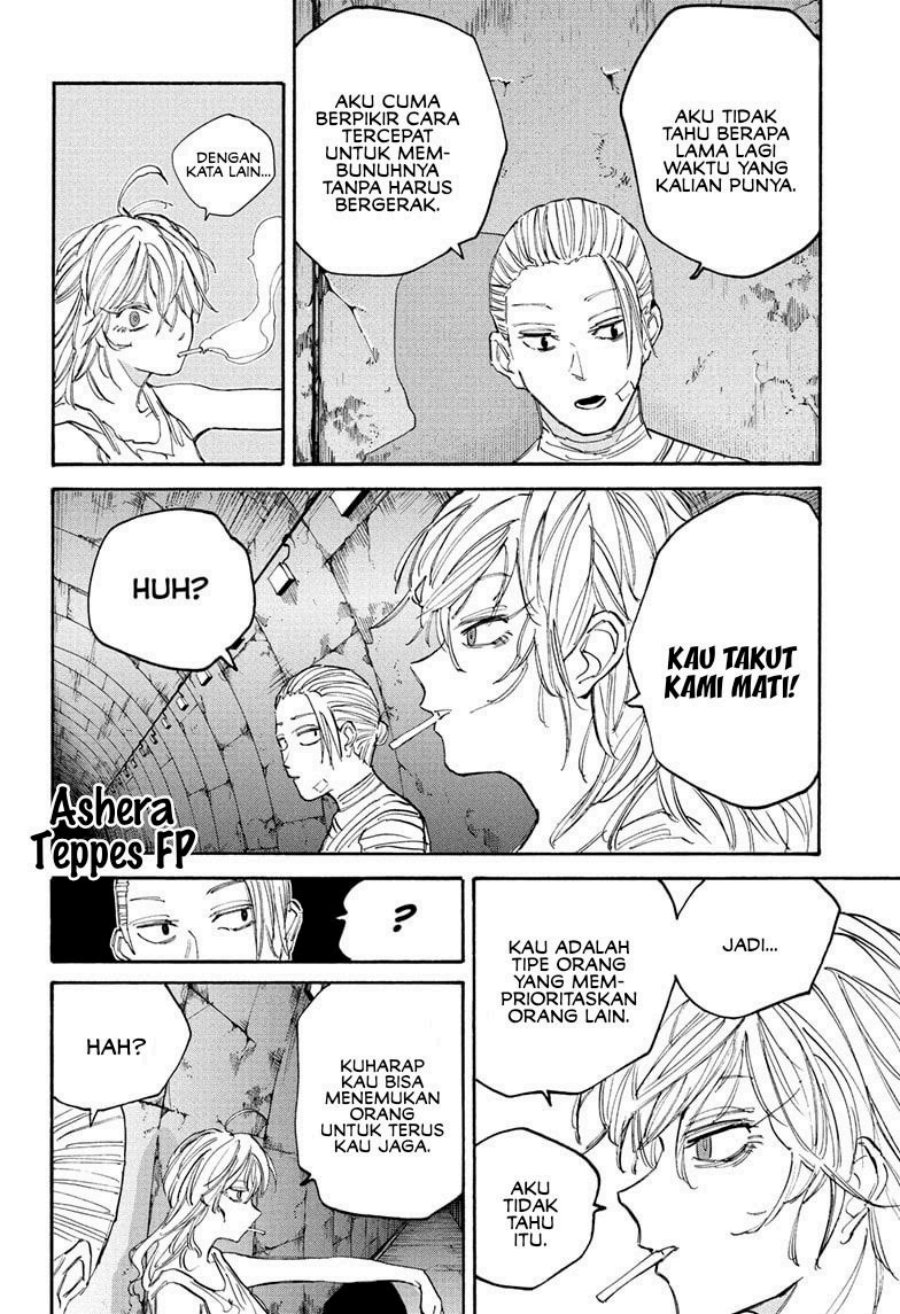 AKU TIDAK
TAHU BERAPA
LAMA LAGI
WAKTU YANG
KALIAN PUNYA.
AKU CUMA
BERPIKIR CARA
TERCEPAT
UNTUK MEM-
BUNUHNYA
TANPA HARUS
BERGERAK.
DENGAN
KATA LAIN...
KAU TAKUT
KAMI MATI!
HUH?
Ashera
Teppes FP
JADI...
KAU ADALAH
TIPE ORANG
YANG MEM-
PRIORITASKAN
ORANG LAIN.
AKU
TIDAK
TAHU
ITU.
?
KUHARAP
KAU BISA
MENEMUKAN
ORANG
UNTUK TERUS
KAU JAGA.
HAH?